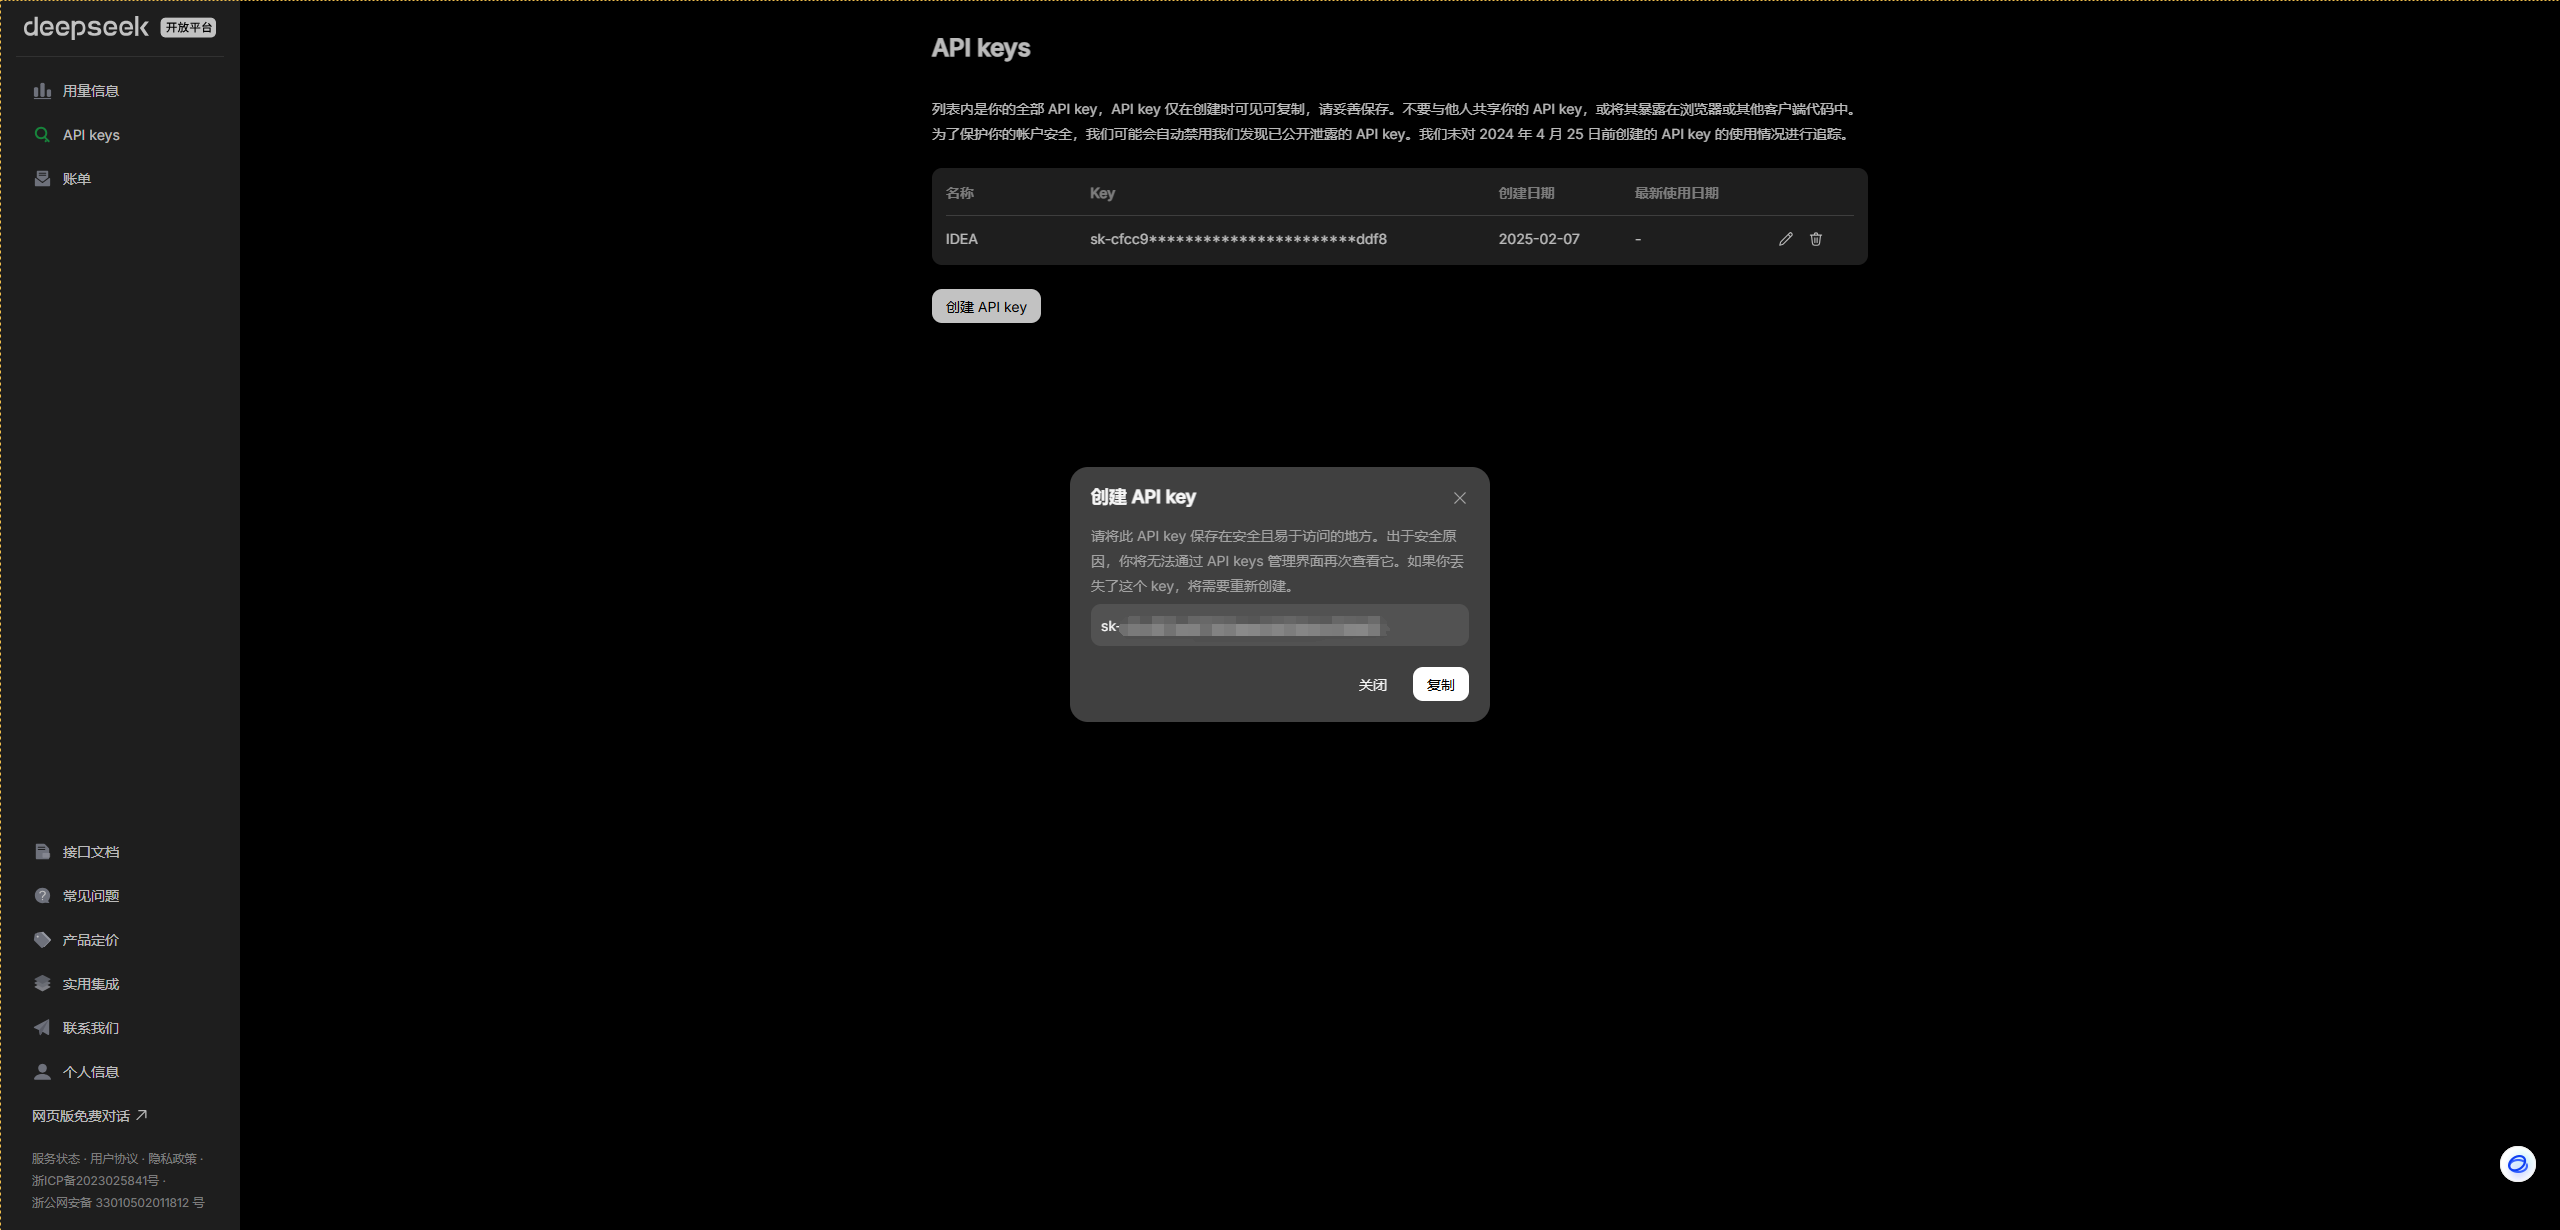 deepseek 开放平台
用量信息
API keys
账单
接口文档
常见问题
产品定价
实用集成
联系我们
个人信息
网页版免费对话
服务状态 · 用户协议 · 隐私政策 ·
浙ICP备2023025841号 ·
浙公网安备 33010502011812 号
API keys
列表内是你的全部 API key，API key 仅在创建时可见可复制，请妥善保存。不要与他人共享你的 API key，或将其暴露在浏览器或其他客户端代码中。
为了保护你的帐户安全，我们可能会自动禁用我们发现已公开泄露的 API key。我们未对 2024 年 4 月 25 日前创建的 API key 的使用情况进行追踪。
名称 Key 创建日期 最新使用日期
IDEA sk-cfcc9***********************ddf8 2025-02-07 -
创建 API key
创建 API key
请将此 API key 保存在安全且易于访问的地方。出于安全原
因，你将无法通过 API keys 管理界面再次查看它。如果你丢
失了这个 key，将需要重新创建。
sk-
关闭 复制